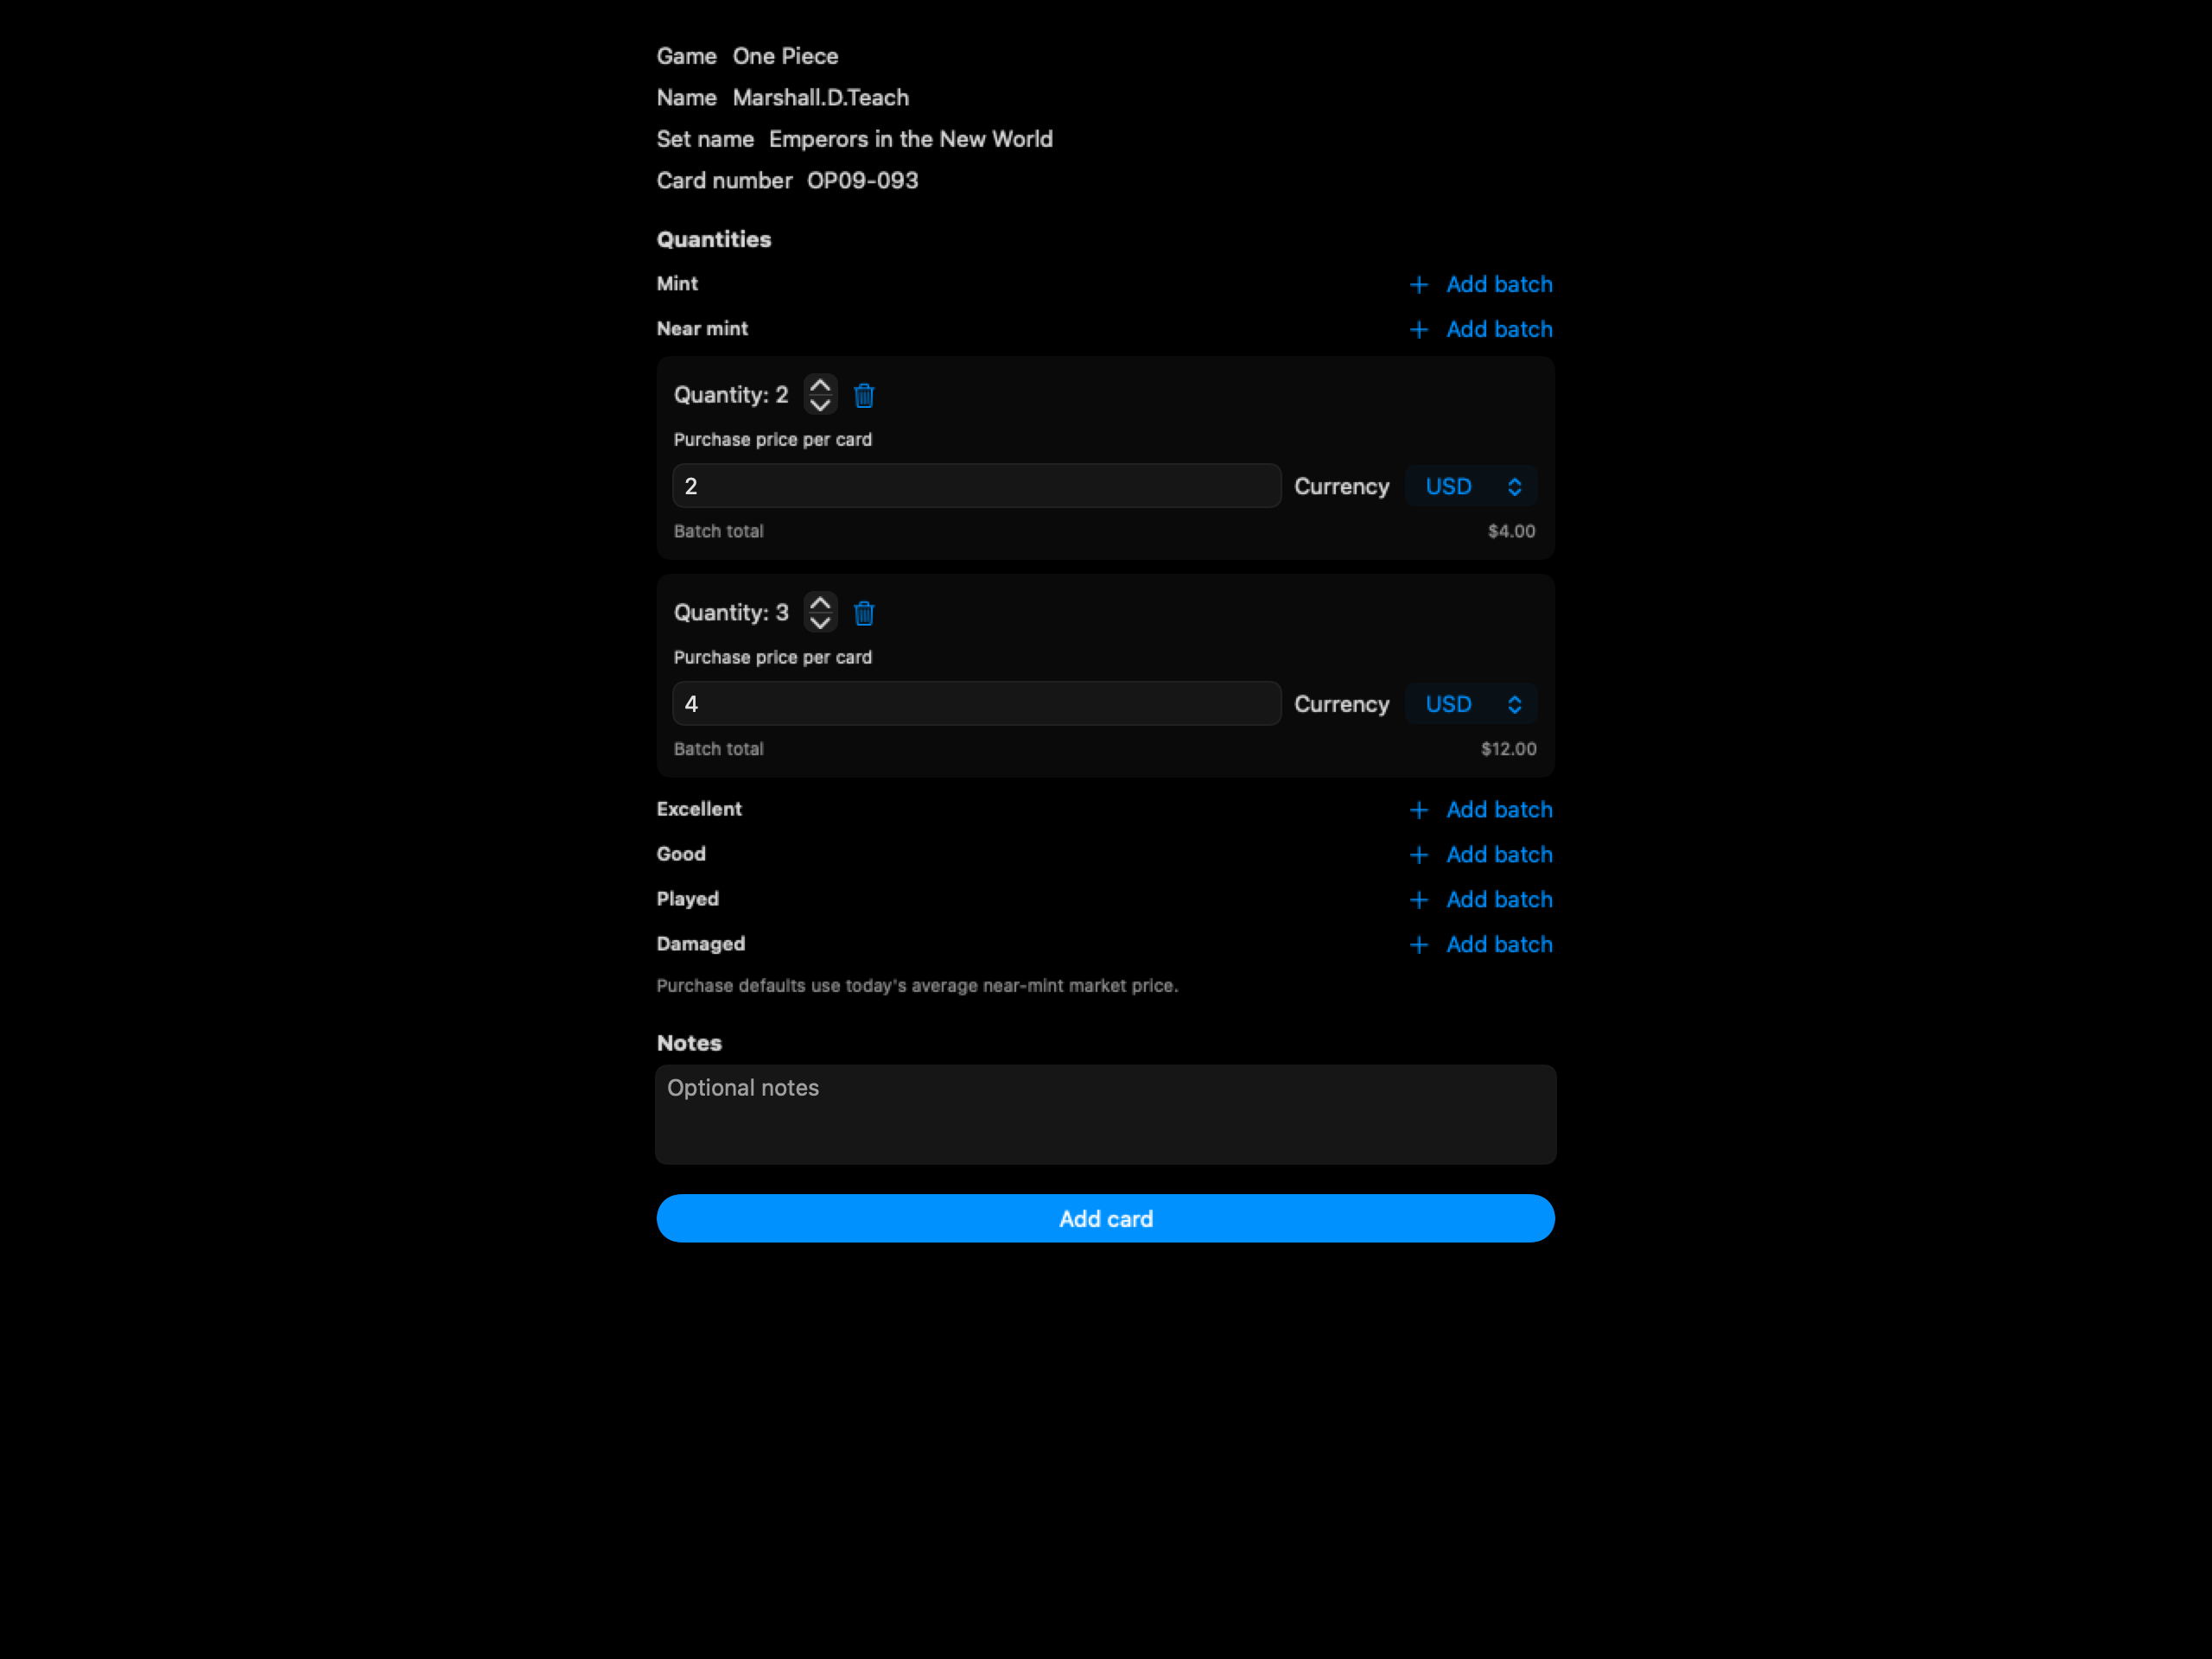 Game One Piece
Name Marshall.D.Teach
Set name Emperors in the New World
Card number OP09-093
Quantities
Mint + Add batch
Near mint + Add batch
Quantity: 2
Purchase price per card
2 Currency USD
Batch total $4.00
Quantity: 3
Purchase price per card
4 Currency USD
Batch total $12.00
Excellent + Add batch
Good + Add batch
Played + Add batch
Damaged + Add batch
Purchase defaults use today's average near-mint market price.
Notes
Optional notes
Add card